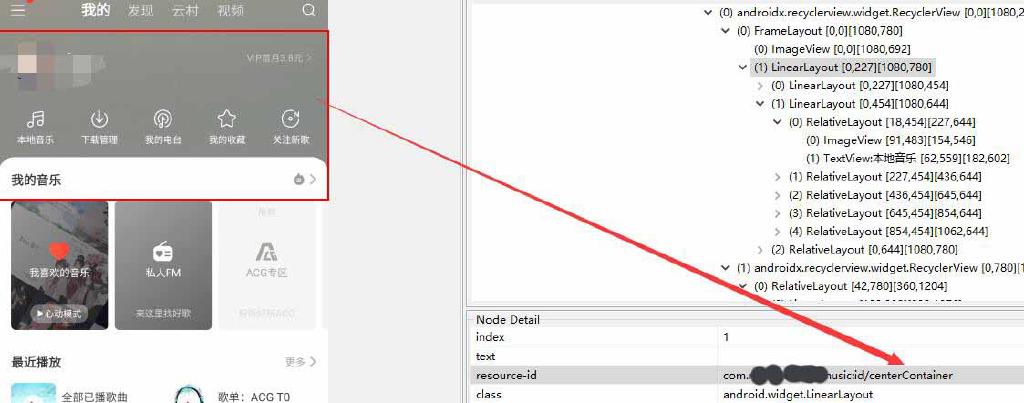 我的 发现 云村 视频
VIP首月3.8元
本地音乐 下载管理 我的电台 我的收藏 关注新歌
我的音乐
我喜欢的音乐
心动模式
私人FM
来这里找好歌
ACG专区
最近播放
更多
全部已播歌曲
歌单：ACG T0
(0) androidx.recyclerview.widget.RecyclerView [0,0][1080,2
(0) FrameLayout [0,0][1080,780]
(0) ImageView [0,0][1080,692]
(1) LinearLayout [0,227][1080,780]
(0) LinearLayout [0,227][1080,454]
(1) LinearLayout [0,454][1080,644]
(0) RelativeLayout [18,454][227,644]
(0) ImageView [91,483][154,546]
(1) TextView:本地音乐 [62,559][182,602]
(1) RelativeLayout [227,454][436,644]
(2) RelativeLayout [436,454][645,644]
(3) RelativeLayout [645,454][854,644]
(4) RelativeLayout [854,454][1062,644]
(2) RelativeLayout [0,644][1080,780]
(1) androidx.recyclerview.widget.RecyclerView [0,780][1
(0) RelativeLayout [42,780][360,1204]
Node Detail
index 1
text
resource-id com. music:id/centerContainer
class android.widget.LinearLayout